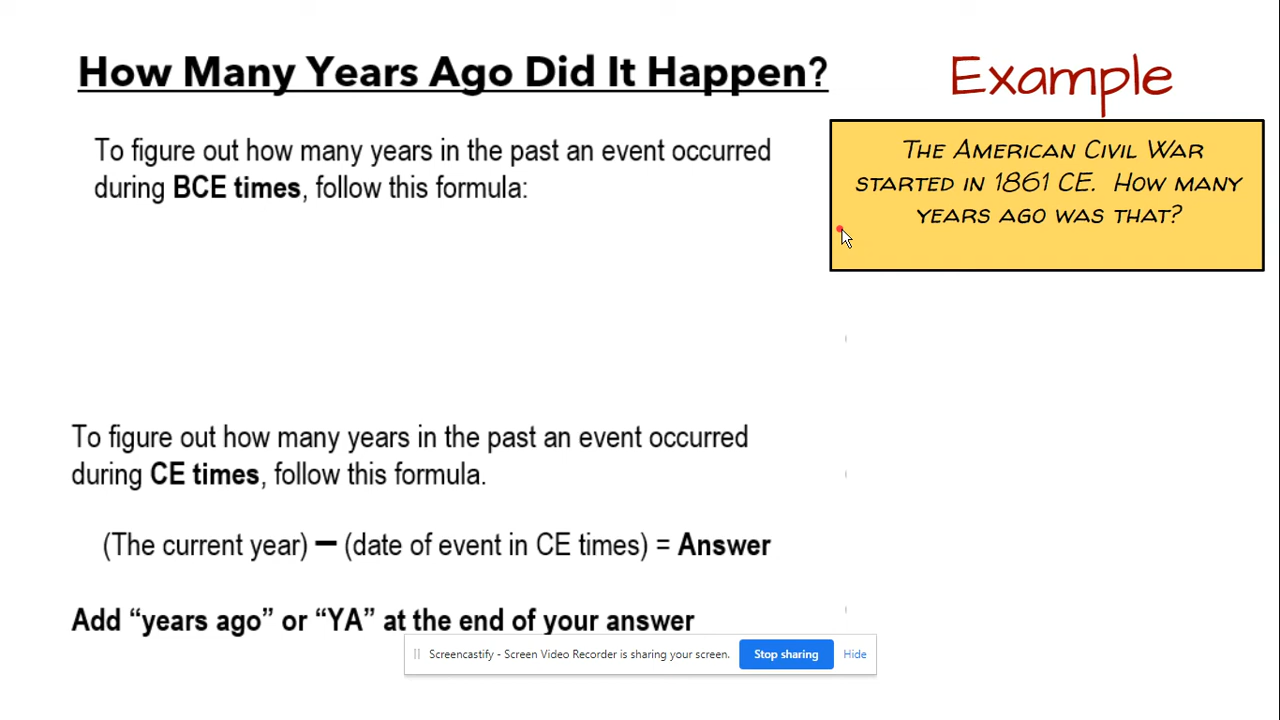 How Many Years Ago Did It Happen?
To figure out how many years in the past an event occurred
during BCE times, follow this formula:
To figure out how many years in the past an event occurred
during CE times, follow this formula.
(The current year) – (date of event in CE times) = Answer
Add “years ago” or “YA” at the end of your answer
Example
The American Civil War
started in 1861 CE. How many
years ago was that?
Screencastify - Screen Video Recorder is sharing your screen. Stop sharing Hide